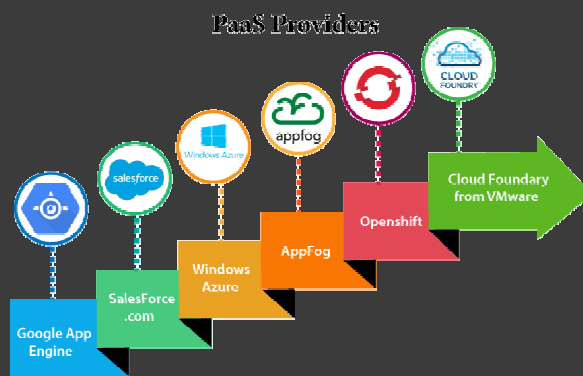 PaaS Providers
CLOUD
FOUNDRY
appfog
Windows Azure
salesforce
Google App
Engine
SalesForce
.com
Windows
Azure
AppFog
Openshift
Cloud Foundary
from VMware